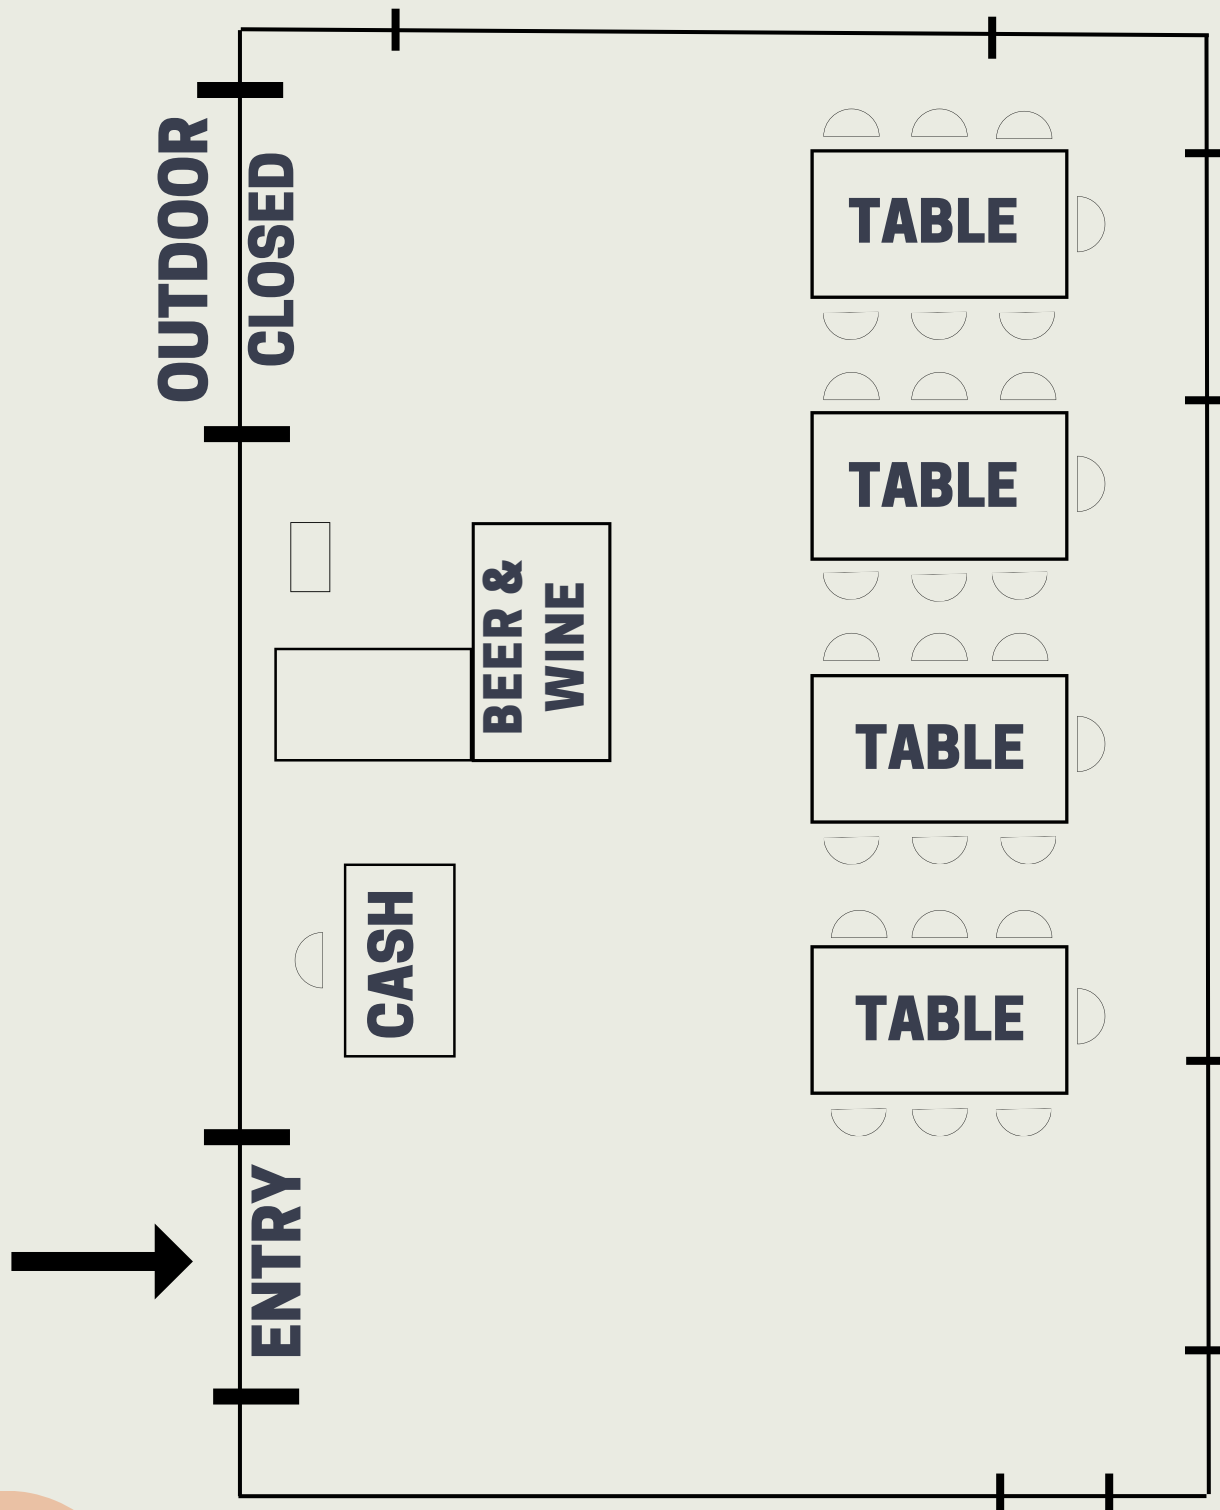 OUTDOOR
CLOSED
TABLE
TABLE
BEER &
WINE
TABLE
CASH
TABLE
ENTRY